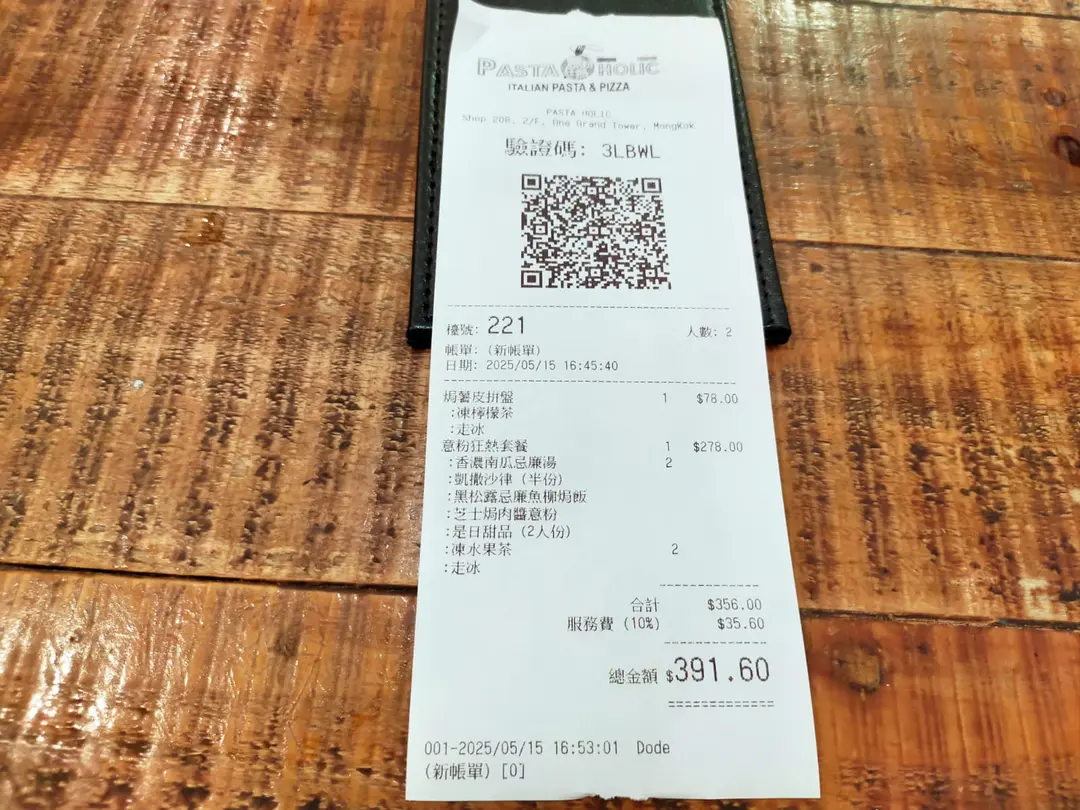 PASTA HOLIC
ITALIAN PASTA & PIZZA
PASTA HOLIC
Shop 208, 2/F, One Grand Tower, MongKok
驗證碼: 3LBWL
檯號: 221 人數: 2
帳單: (新帳單)
日期: 2025/05/15 16:45:40
焗薯皮拼盤 1 $78.00
:凍檸檬茶
:走冰
意粉狂熱套餐 1 $278.00
:香濃南瓜忌廉湯 2
:凱撒沙律 (半份)
:黑松露忌廉魚柳焗飯
:芝士焗肉醬意粉
:是日甜品 (2人份)
:凍水果茶 2
:走冰
合計 $356.00
服務費 (10%) $35.60
總金額 $391.60
001-2025/05/15 16:53:01 Dode
(新帳單) [0]